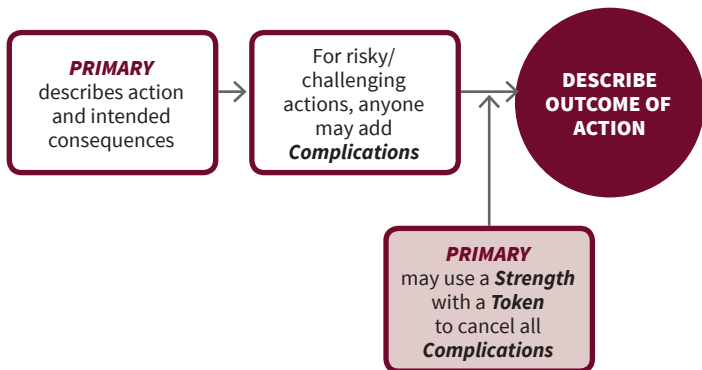 PRIMARY
describes action
and intended
consequences
For risky/
challenging
actions, anyone
may add
Complications
DESCRIBE
OUTCOME OF
ACTION
PRIMARY
may use a Strength
with a Token
to cancel all
Complications